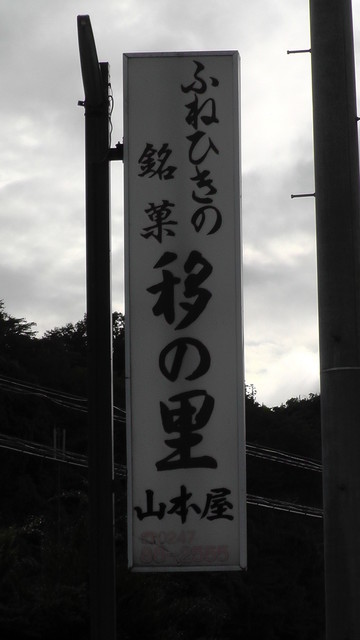 ふねひきの
銘菓
移の里
山本屋